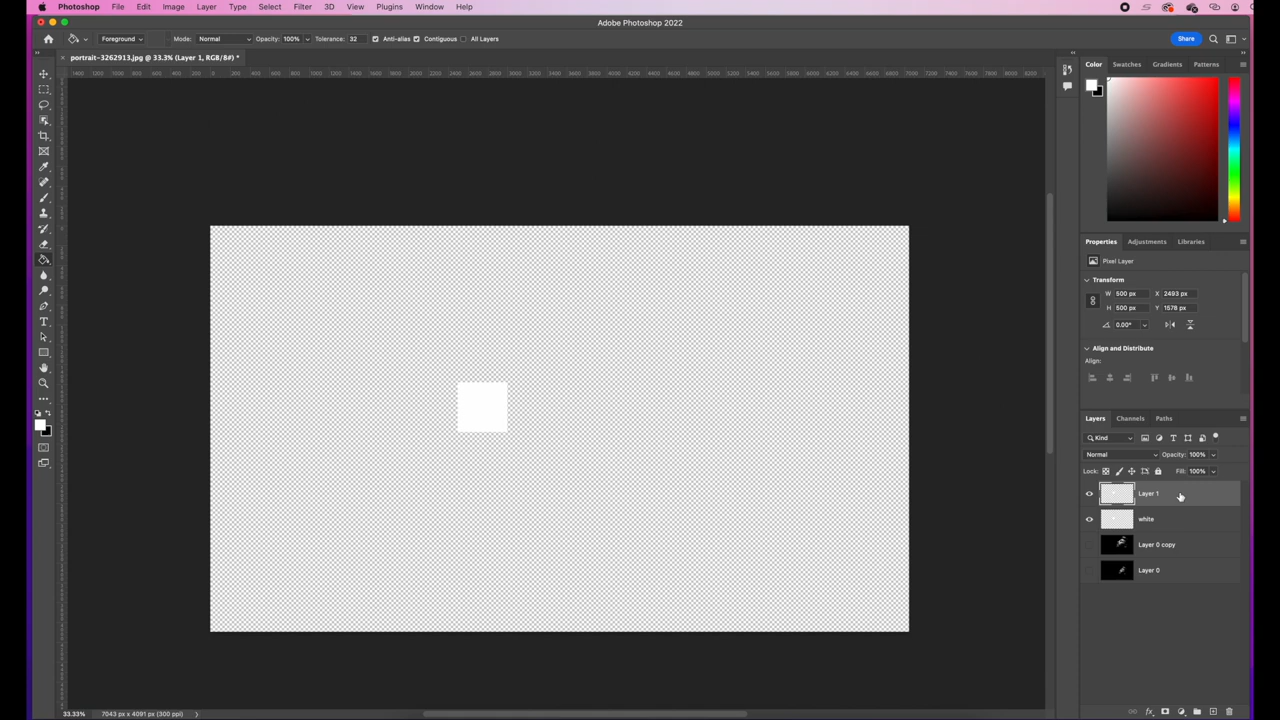 Photoshop File Edit Image Layer Type Select Filter 3D View Plugins Window Help
Adobe Photoshop 2022
Foreground Mode: Normal Opacity: 100% Tolerance: 32 Anti-alias Contiguous All Layers Share
× portrait-3262913.jpg @ 33.3% (Layer 1, RGB/8#) *
Color Swatches Gradients Patterns
Properties Adjustments Libraries
Pixel Layer
Transform
W 500 px X 2493 px
H 500 px Y 1578 px
0.00°
Align and Distribute
Align:
Layers Channels Paths
Kind
Normal Opacity: 100%
Lock: Fill: 100%
Layer 1
white
Layer 0 copy
Layer 0
33.33% 7043 px x 4091 px (300 ppi)